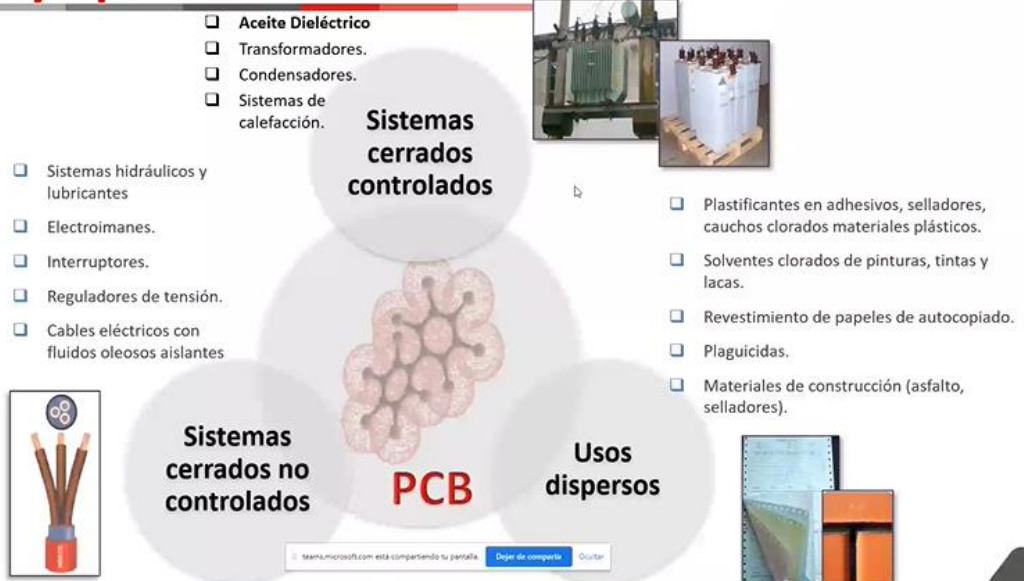 Aceite Dieléctrico
Transformadores.
Condensadores.
Sistemas de
calefacción.
Sistemas
cerrados
controlados
Sistemas hidráulicos y
lubricantes
Electroimanes.
Interruptores.
Reguladores de tensión.
Cables eléctricos con
fluidos oleosos aislantes
Plastificantes en adhesivos, selladores,
cauchos clorados materiales plásticos.
Solventes clorados de pinturas, tintas y
lacas.
Revestimiento de papeles de autocopiado.
Plaguicidas.
Materiales de construcción (asfalto,
selladores).
Sistemas
cerrados no
controlados
PCB
Usos
dispersos
teams.microsoft.com está compartiendo tu pantalla.
Dejar de compartir
Ocultar